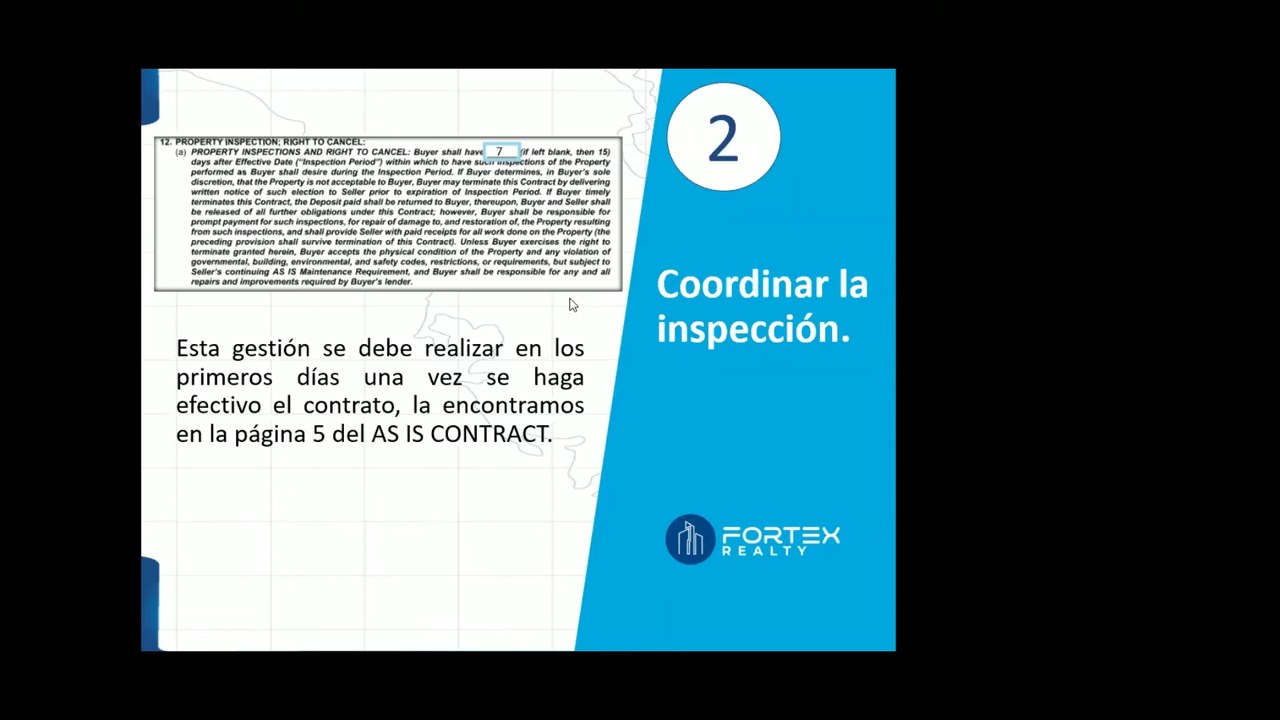 12. PROPERTY INSPECTION; RIGHT TO CANCEL:
(a) PROPERTY INSPECTIONS AND RIGHT TO CANCEL: Buyer shall have 7 (if left blank, then 15)
days after Effective Date ("Inspection Period") within which to have such inspections of the Property
performed as Buyer shall desire during the Inspection Period. If Buyer determines, in Buyer's sole
discretion, that the Property is not acceptable to Buyer, Buyer may terminate this Contract by delivering
written notice of such election to Seller prior to expiration of Inspection Period. If Buyer timely
terminates this Contract, the Deposit paid shall be returned to Buyer, thereupon, Buyer and Seller shall
be released of all further obligations under this Contract; however, Buyer shall be responsible for
prompt payment for such inspections, for repair of damage to, and restoration of, the Property resulting
from such inspections, and shall provide Seller with paid receipts for all work done on the Property (the
preceding provision shall survive termination of this Contract). Unless Buyer exercises the right to
terminate granted herein, Buyer accepts the physical condition of the Property and any violation of
governmental, building, environmental, and safety codes, restrictions, or requirements, but subject to
Seller's continuing AS IS Maintenance Requirement, and Buyer shall be responsible for any and all
repairs and improvements required by Buyer's lender.
Esta gestión se debe realizar en los
primeros días una vez se haga
efectivo el contrato, la encontramos
en la página 5 del AS IS CONTRACT.
2
Coordinar la
inspección.
FORTEX
REALTY